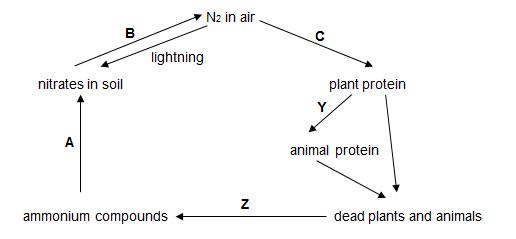 N2 in air
B
C
lightning
nitrates in soil
plant protein
Y
A
animal protein
Z
ammonium compounds
dead plants and animals